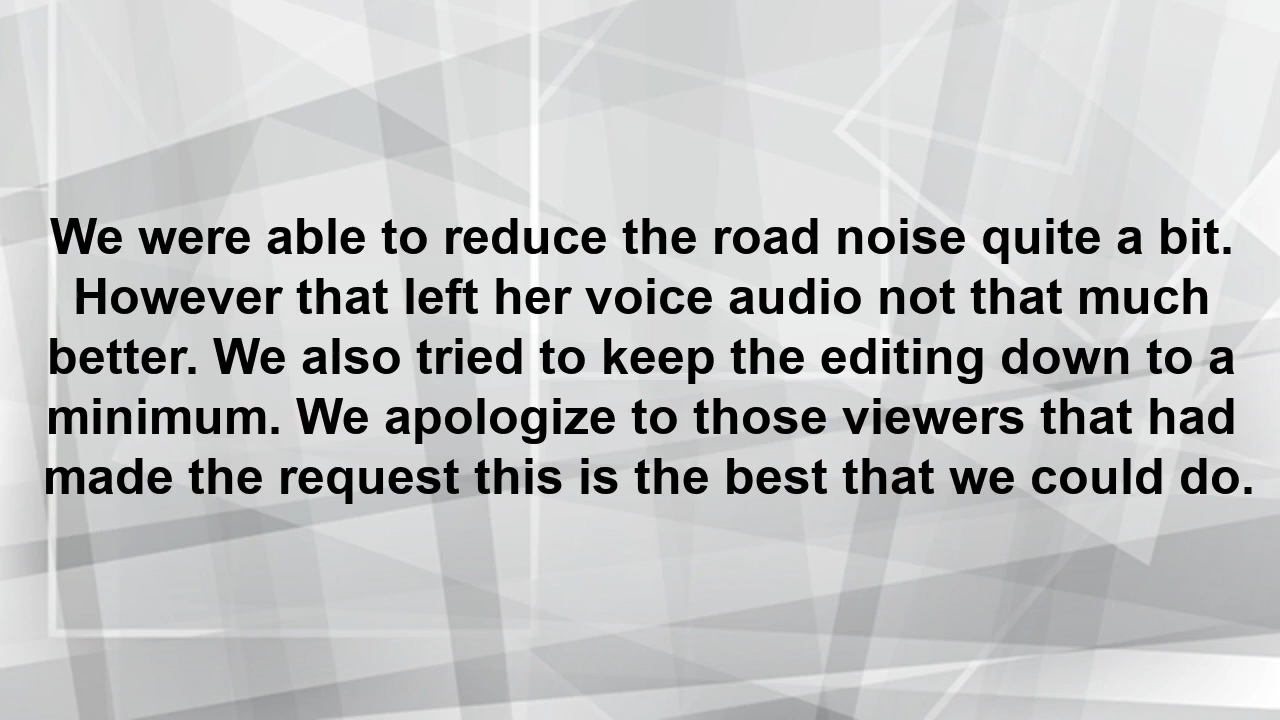 We were able to reduce the road noise quite a bit.
However that left her voice audio not that much
better. We also tried to keep the editing down to a
minimum. We apologize to those viewers that had
made the request this is the best that we could do.